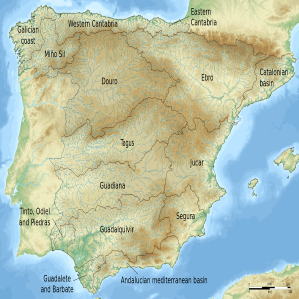 Eastern
Cantabria
Western Cantabria
Galician
coast
Miño Sil
Douro
Ebro
Catalonian
basin
Tagus
Jucar
Guadiana
Tinto, Odiel
and Piedras
Segura
Guadalquivir
Guadalete
and Barbate
Andalucian mediterranean basin